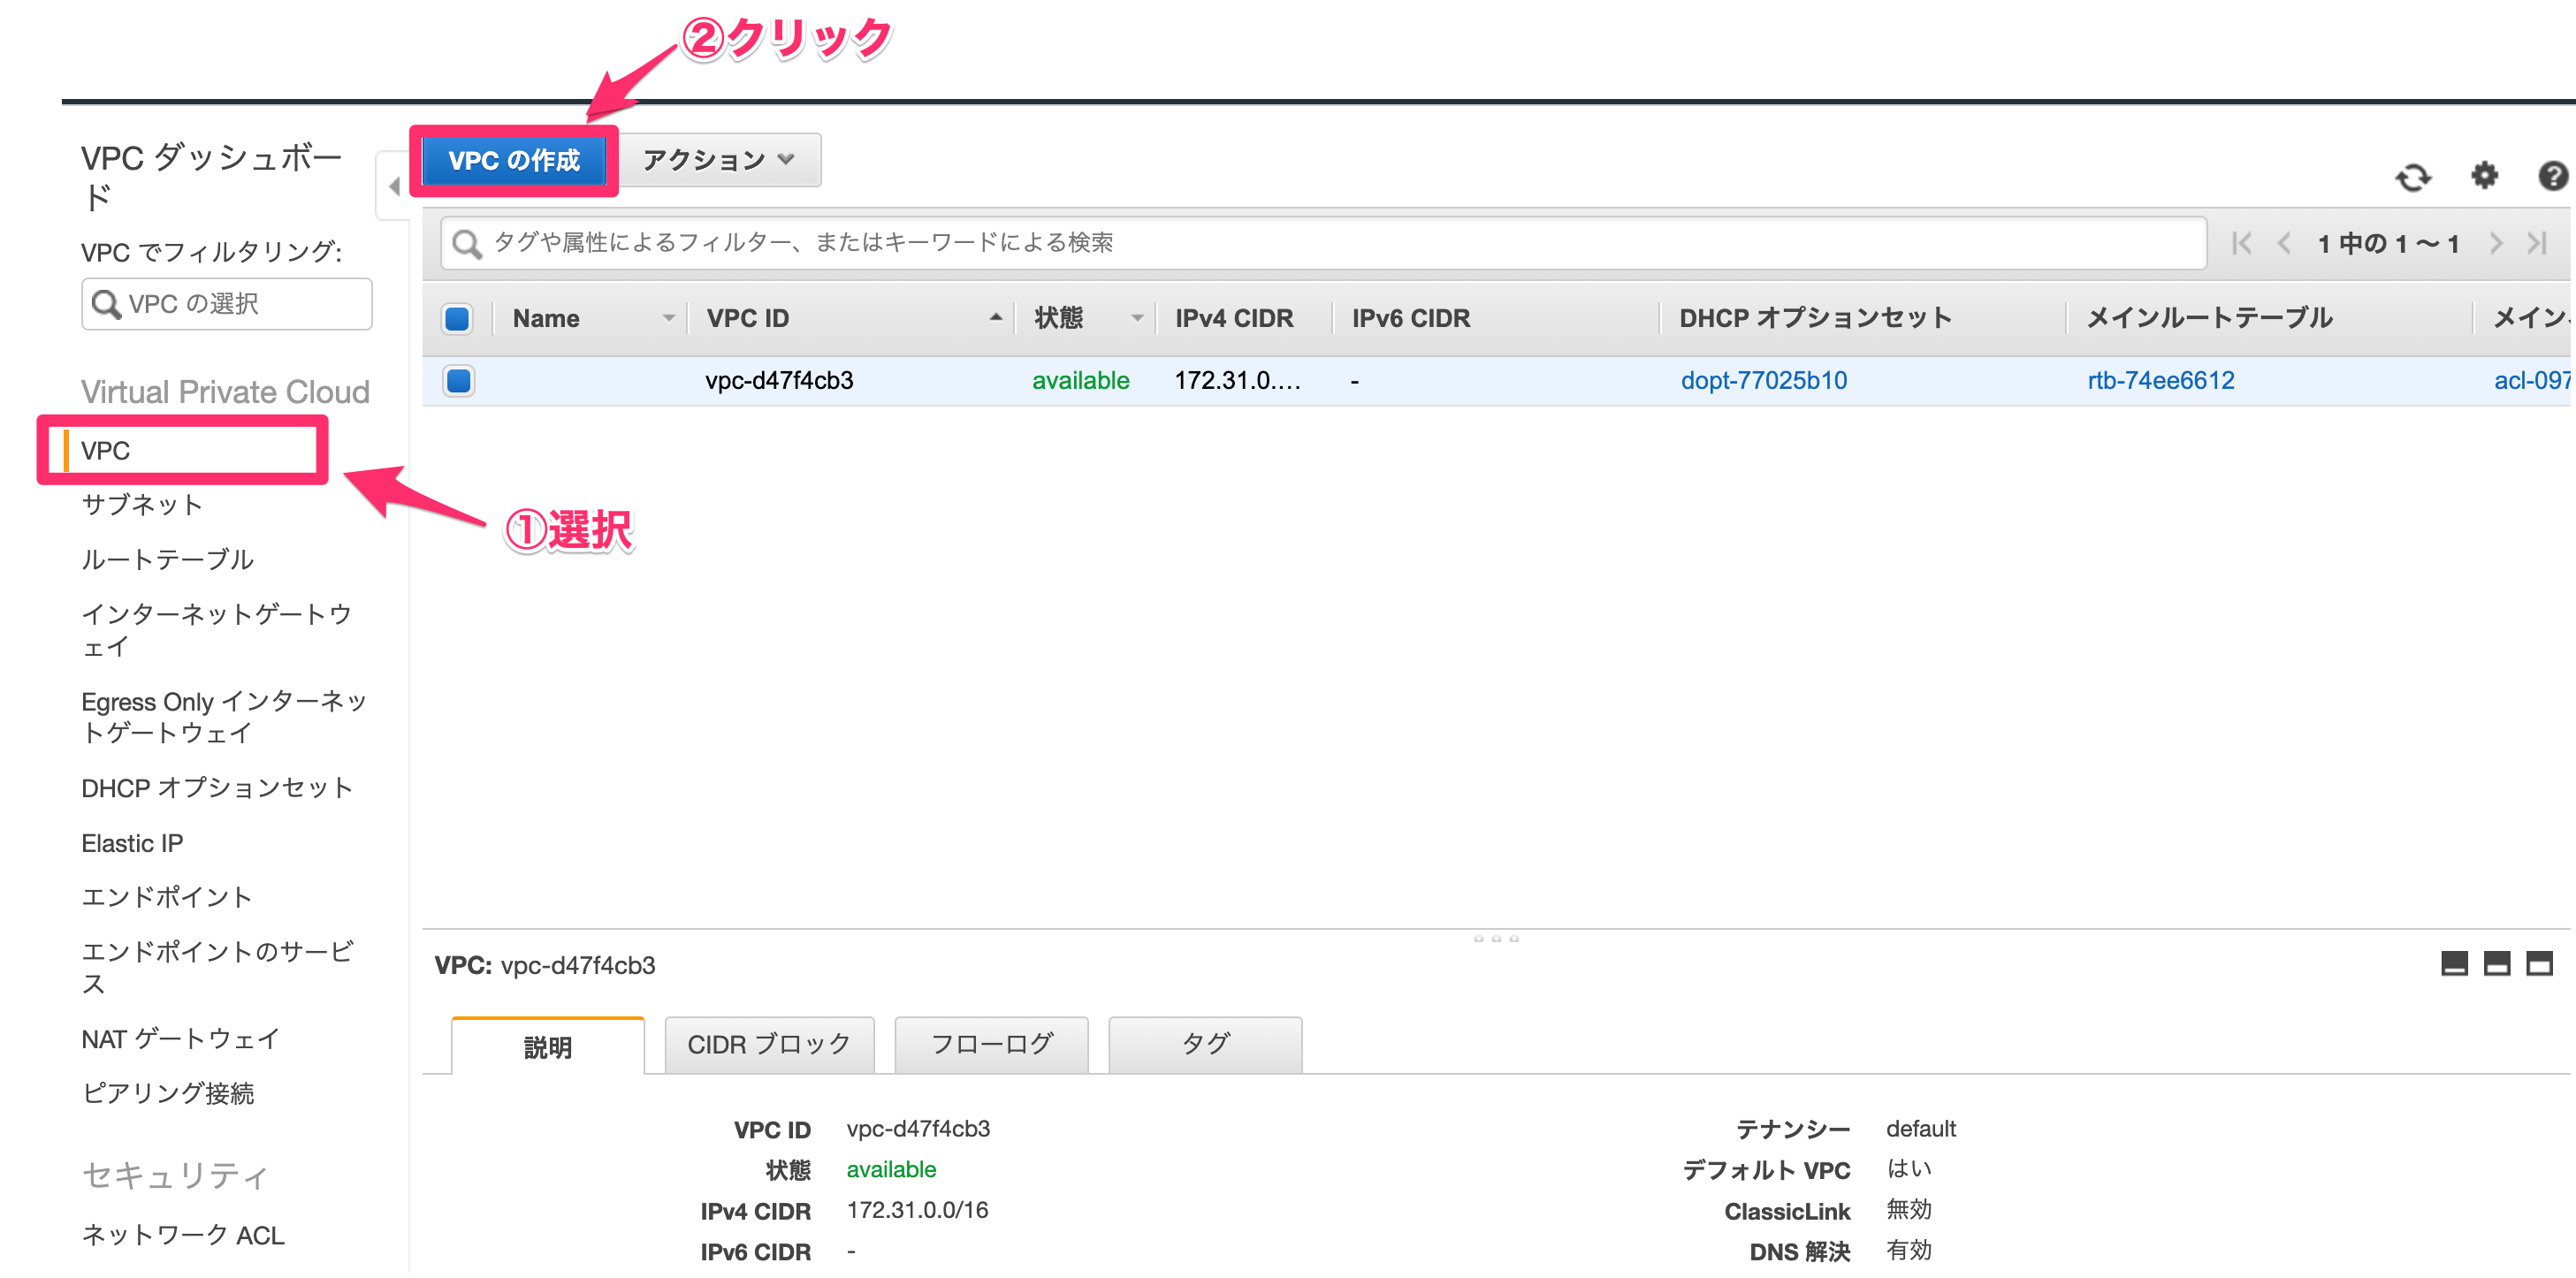 ②クリック
VPC ダッシュボー
ド
VPC でフィルタリング:
VPC の選択
Virtual Private Cloud
VPC
①選択
サブネット
ルートテーブル
インターネットゲートウ
ェイ
Egress Only インターネッ
トゲートウェイ
DHCP オプションセット
Elastic IP
エンドポイント
エンドポイントのサービ
ス
NAT ゲートウェイ
ピアリング接続
セキュリティ
ネットワーク ACL
VPC の作成 アクション
タグや属性によるフィルター、またはキーワードによる検索 1 中の 1 ～ 1
Name VPC ID 状態 IPv4 CIDR IPv6 CIDR DHCP オプションセット メインルートテーブル メイン
vpc-d47f4cb3 available 172.31.0.… - dopt-77025b10 rtb-74ee6612 acl-097
VPC: vpc-d47f4cb3
説明 CIDR ブロック フローログ タグ
VPC ID vpc-d47f4cb3 テナンシー default
状態 available デフォルト VPC はい
IPv4 CIDR 172.31.0.0/16 ClassicLink 無効
IPv6 CIDR - DNS 解決 有効